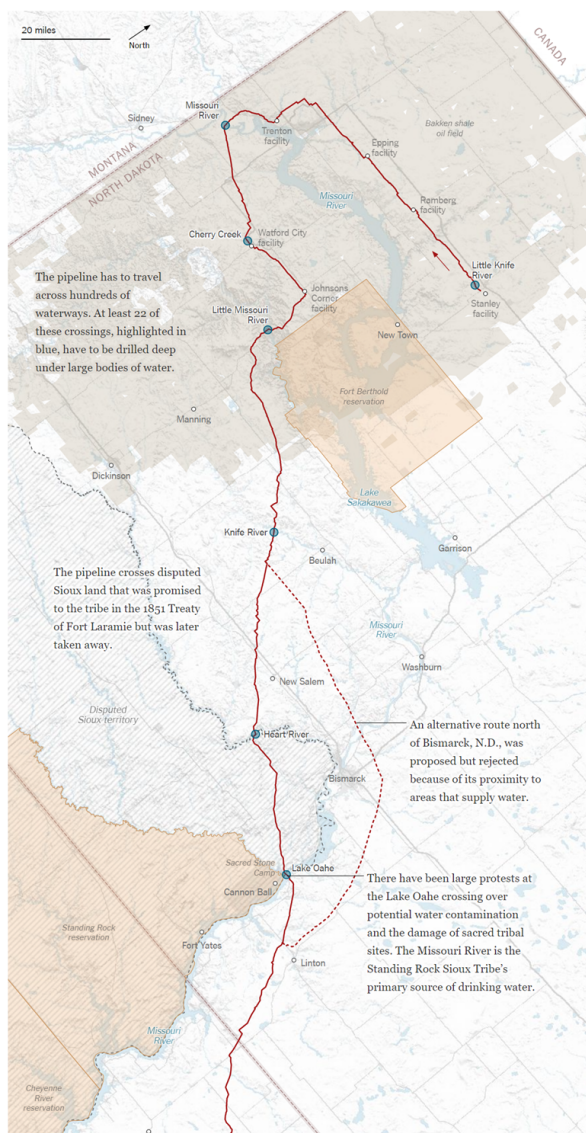 20 miles
North
CANADA
Missouri
River
Sidney
Trenton
facility
Bakken shale
oil field
Epping
facility
MONTANA
NORTH DAKOTA
Missouri
River
Ramberg
facility
Cherry Creek
Watford City
facility
Little Knife
River
Stanley
facility
The pipeline has to travel
across hundreds of
waterways. At least 22 of
these crossings, highlighted in
blue, have to be drilled deep
under large bodies of water.
Johnsons
Corner
facility
Little Missouri
River
New Town
Fort Berthold
reservation
Manning
Dickinson
Lake
Sakakawea
Knife River
Garrison
Beulah
The pipeline crosses disputed
Sioux land that was promised
to the tribe in the 1851 Treaty
of Fort Laramie but was later
taken away.
Missouri
River
Washburn
New Salem
Disputed
Sioux territory
Heart River
An alternative route north
of Bismarck, N.D., was
proposed but rejected
because of its proximity to
areas that supply water.
Bismarck
Sacred Stone
Camp
Lake Oahe
Cannon Ball
There have been large protests at
the Lake Oahe crossing over
potential water contamination
and the damage of sacred tribal
sites. The Missouri River is the
Standing Rock Sioux Tribe's
primary source of drinking water.
Standing Rock
reservation
Fort Yates
Linton
Missouri
River
Cheyenne
River
reservation